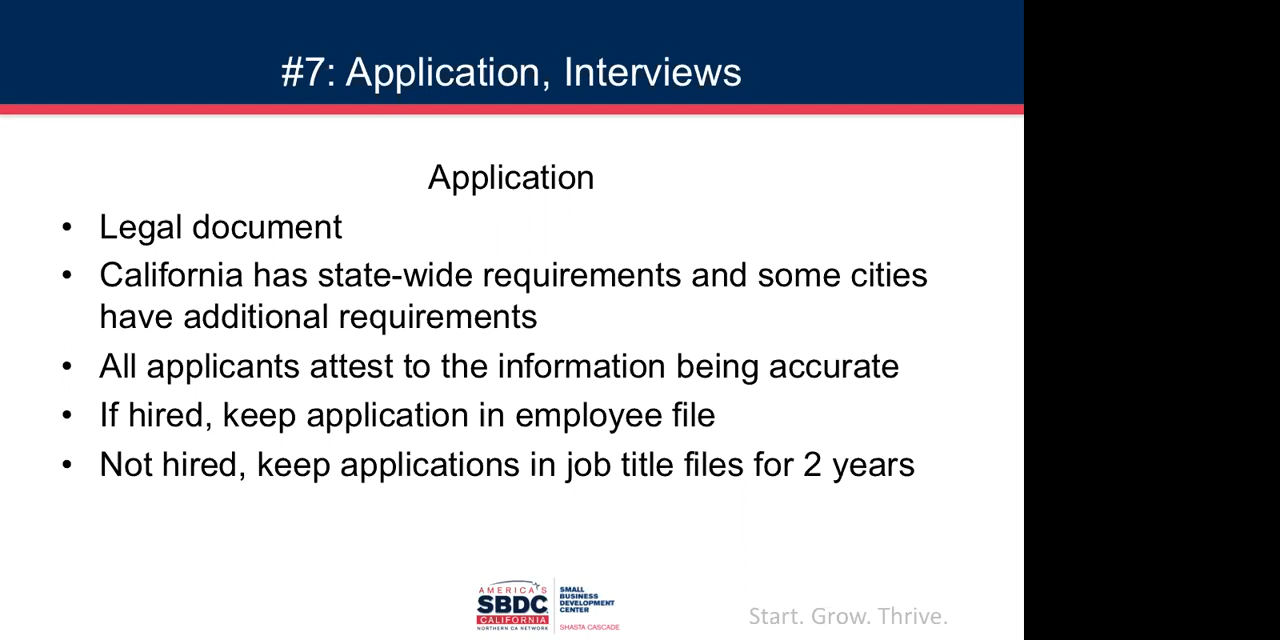 #7: Application, Interviews
Application
• Legal document
• California has state-wide requirements and some cities
have additional requirements
• All applicants attest to the information being accurate
• If hired, keep application in employee file
• Not hired, keep applications in job title files for 2 years
AMERICA'S
SBDC
CALIFORNIA
NORTHERN CA NETWORK
SMALL
BUSINESS
DEVELOPMENT
CENTER
SHASTA CASCADE
Start. Grow. Thrive.